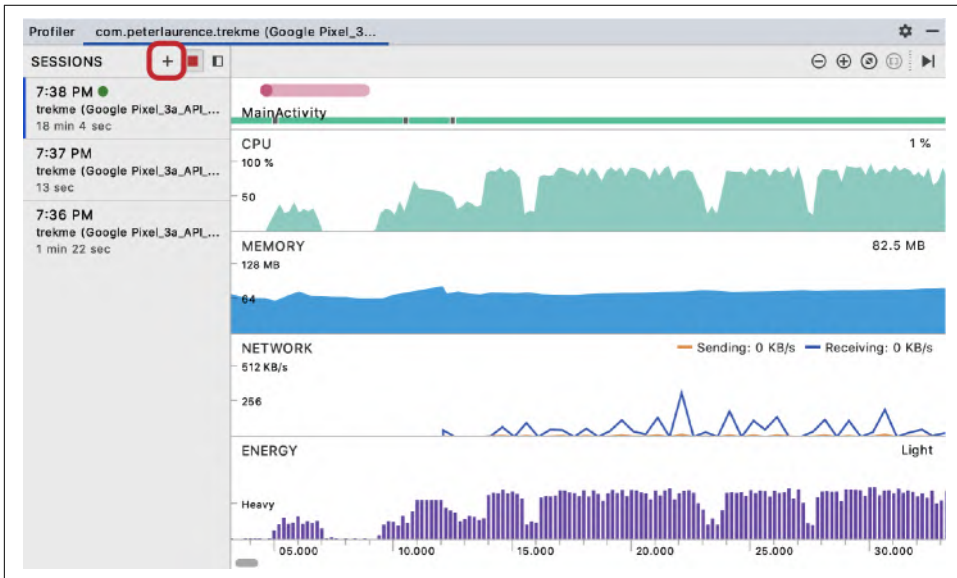 Profiler com.peterlaurence.trekme (Google Pixel_3...
SESSIONS
7:38 PM
trekme (Google Pixel_3a_API_...
18 min 4 sec
7:37 PM
trekme (Google Pixel_3a_API_...
13 sec
7:36 PM
trekme (Google Pixel_3a_API_...
1 min 22 sec
MainActivity
CPU 1 %
100 %
50
MEMORY 82.5 MB
128 MB
64
NETWORK Sending: 0 KB/s Receiving: 0 KB/s
512 KB/s
256
ENERGY Light
Heavy
05.000 10.000 15.000 20.000 25.000 30.000